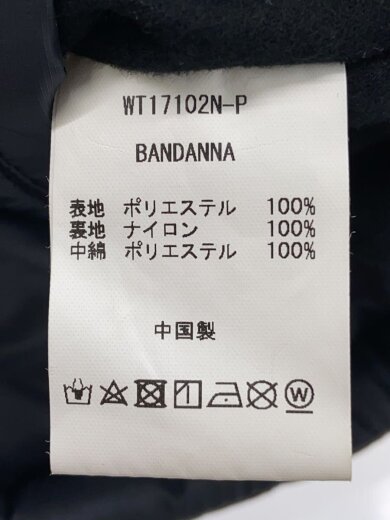 WT17102N-P
BANDANNA
表地 ポリエステル 100%
裏地 ナイロン 100%
中綿 ポリエステル 100%
中国製
W